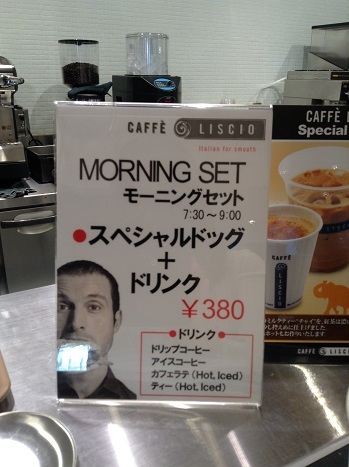 CAFFÈ LISCIO
Italian for smooth
MORNING SET
モーニングセット
7:30～9:00
●スペシャルドッグ
+
ドリンク
￥380
●ドリンク
ドリップコーヒー
アイスコーヒー
カフェラテ(Hot, Iced)
ティー(Hot, Iced)
CAFFÈ
Special
LISCIO
CAFFÈ LISC